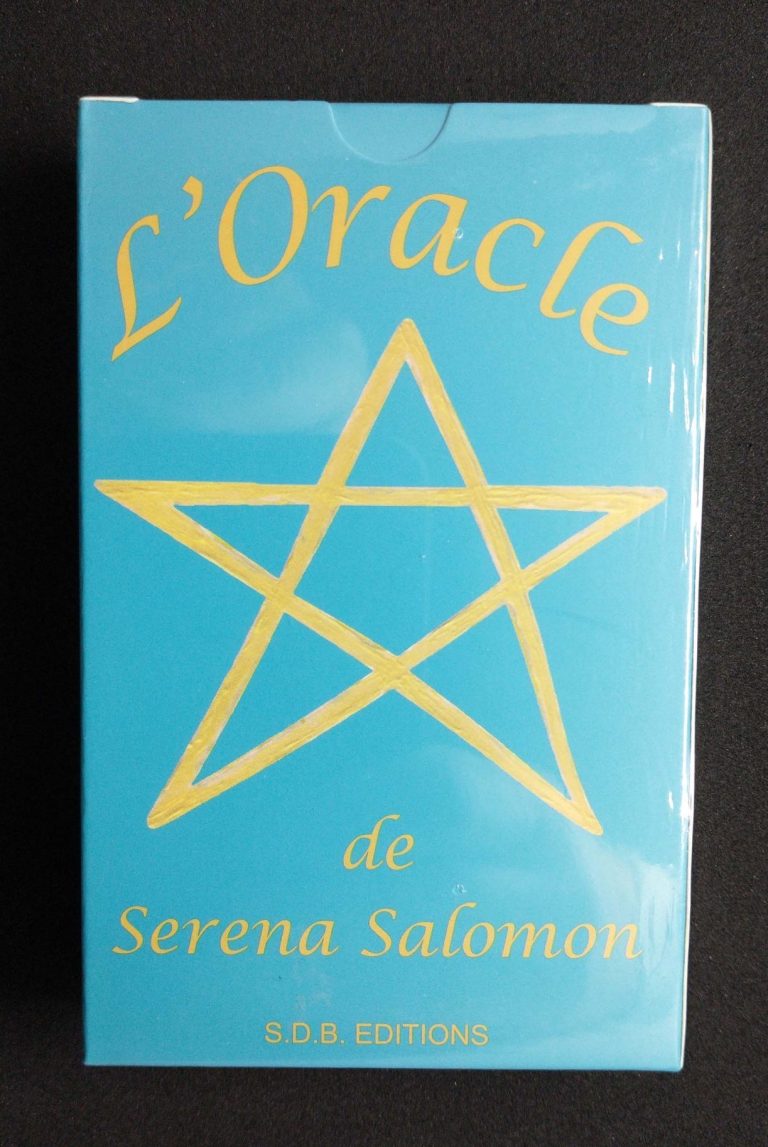 L'Oracle
de
Serena Salomon
S.D.B. EDITIONS